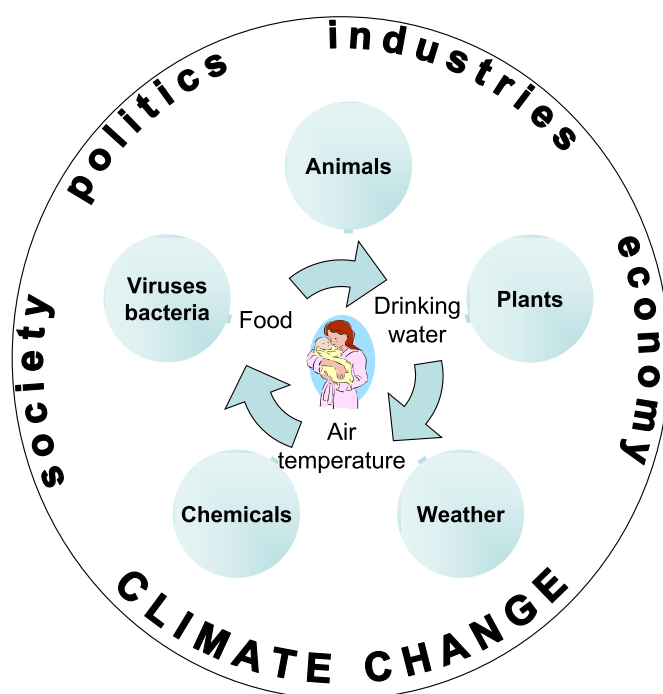 politics
industries
economy
society
Animals
Viruses
bacteria
Plants
Food
Drinking
water
Air
temperature
Chemicals
Weather
CLIMATE CHANGE